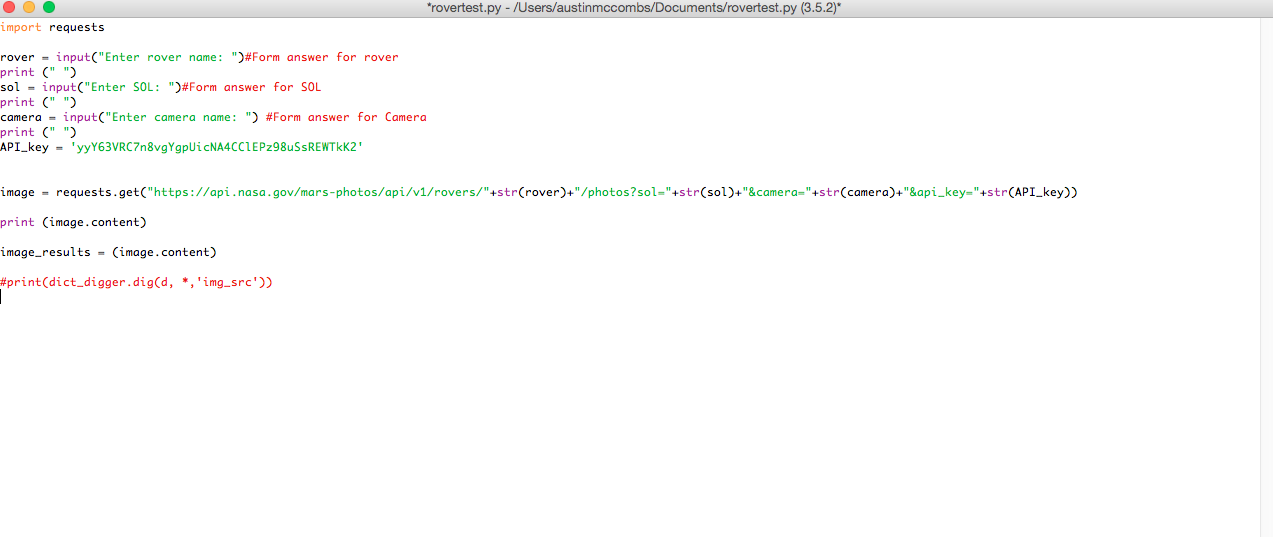 *rovertest.py - /Users/austinmccombs/Documents/rovertest.py (3.5.2)*
import requests
rover = input("Enter rover name: ")#Form answer for rover
print (" ")
sol = input("Enter SOL: ")#Form answer for SOL
print (" ")
camera = input("Enter camera name: ") #Form answer for Camera
print (" ")
API_key = 'yyY63VRC7n8vgYgpUicNA4CClEPz98uSsREWTkK2'
image = requests.get("https://api.nasa.gov/mars-photos/api/v1/rovers/"+str(rover)+"/photos?sol="+str(sol)+"&camera="+str(camera)+"&api_key="+str(API_key))
print (image.content)
image_results = (image.content)
#print(dict_digger.dig(d, *,'img_src'))